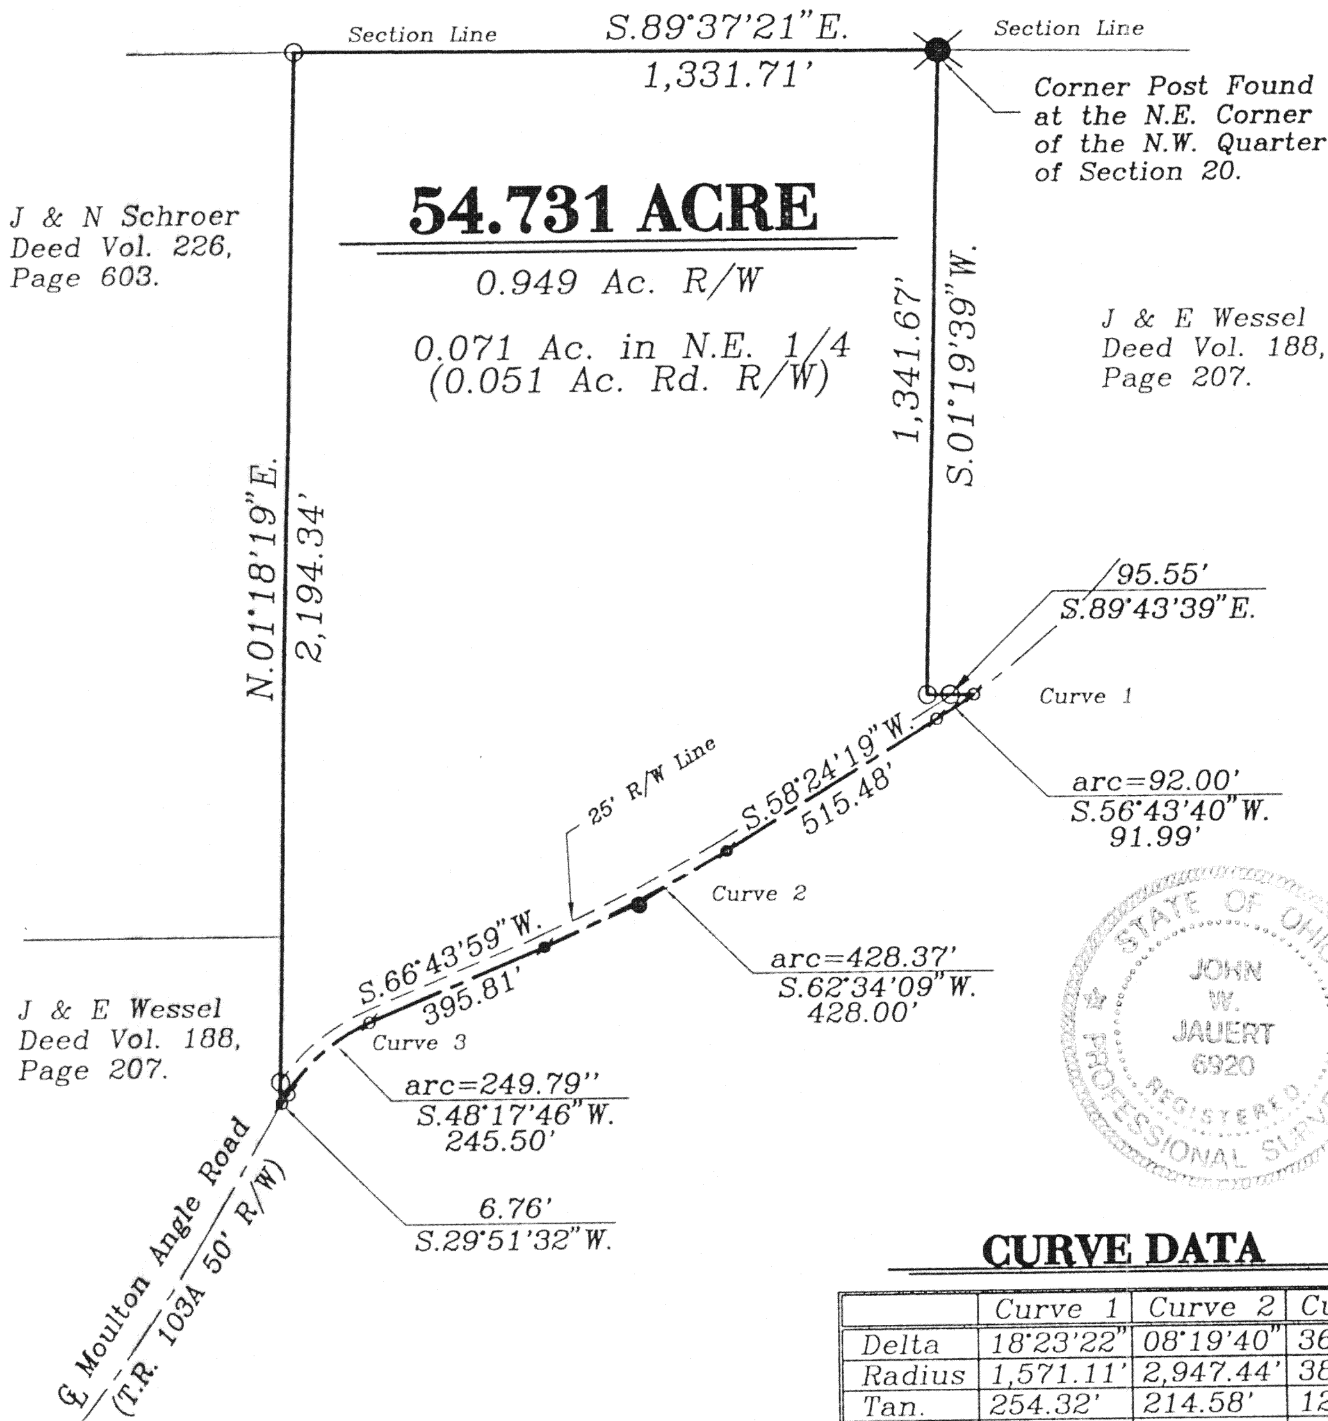 Section Line
S.89°37'21"E.
1,331.71'
Section Line
Corner Post Found
at the N.E. Corner
of the N.W. Quarter
of Section 20.
54.731 ACRE
0.949 Ac. R/W
0.071 Ac. in N.E. 1/4
(0.051 Ac. Rd. R/W)
J & N Schroer
Deed Vol. 226,
Page 603.
1,341.67'
S.01°19'39"W.
J & E Wessel
Deed Vol. 188,
Page 207.
N.01°18'19"E.
2,194.34'
95.55'
S.89°43'39"E.
Curve 1
arc=92.00'
S.56°43'40"W.
91.99'
S.58°24'19"W.
515.48'
25' R/W Line
Curve 2
arc=428.37'
S.62°34'09"W.
428.00'
S.66°43'59"W.
395.81'
Curve 3
arc=249.79''
S.48°17'46"W.
245.50'
6.76'
S.29°51'32"W.
J & E Wessel
Deed Vol. 188,
Page 207.
℄ Moulton Angle Road
(T.R. 103A 50' R/W)
STATE OF OHIO
JOHN
W.
JAUERT
6920
REGISTERED
PROFESSIONAL
CURVE DATA
Curve 1 Curve 2
Delta 18°23'22" 08°19'40" 36
Radius 1,571.11' 2,947.44' 38
Tan. 254.32' 214.58' 12